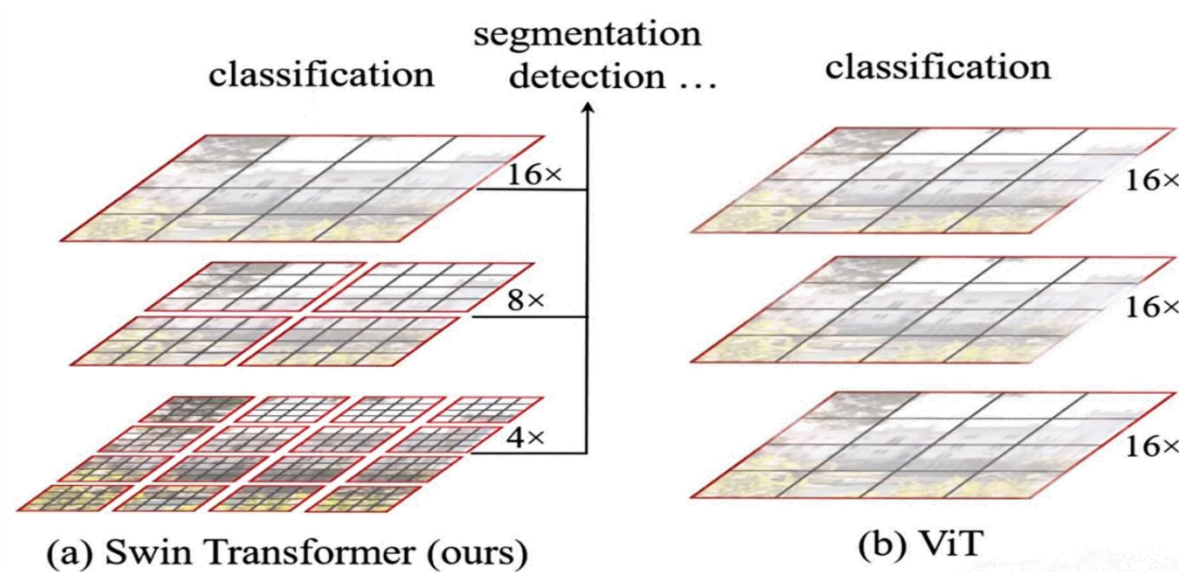 segmentation
classification
detection …
classification
16×
8×
4×
16×
16×
16×
(a) Swin Transformer (ours)
(b) ViT